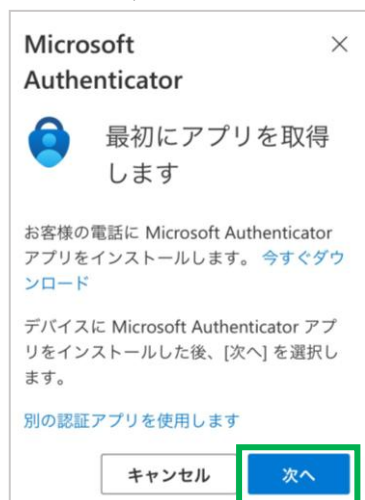 Microsoft
Authenticator
最初にアプリを取得
します
お客様の電話に Microsoft Authenticator
アプリをインストールします。 今すぐダウ
ンロード
デバイスに Microsoft Authenticator アプ
リをインストールした後、[次へ] を選択し
ます。
別の認証アプリを使用します
キャンセル 次へ